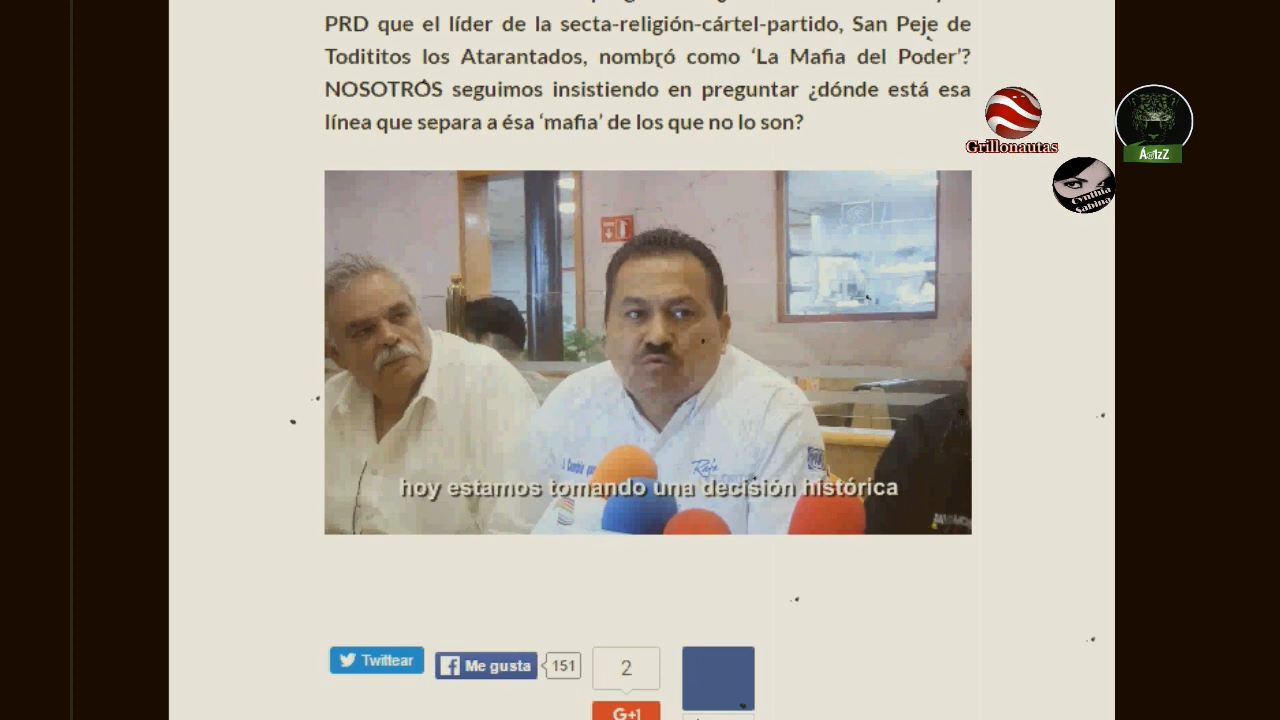 PRD que el líder de la secta-religión-cártel-partido, San Peje de
Todititos los Atarantados, nombró como ‘La Mafia del Poder’?
NOSOTROS seguimos insistiendo en preguntar ¿dónde está esa
línea que separa a ésa ‘mafia’ de los que no lo son?
Grillonautas
Cynthia
Sabina
hoy estamos tomando una decisión histórica
Twittear
Me gusta
151
2
G+1